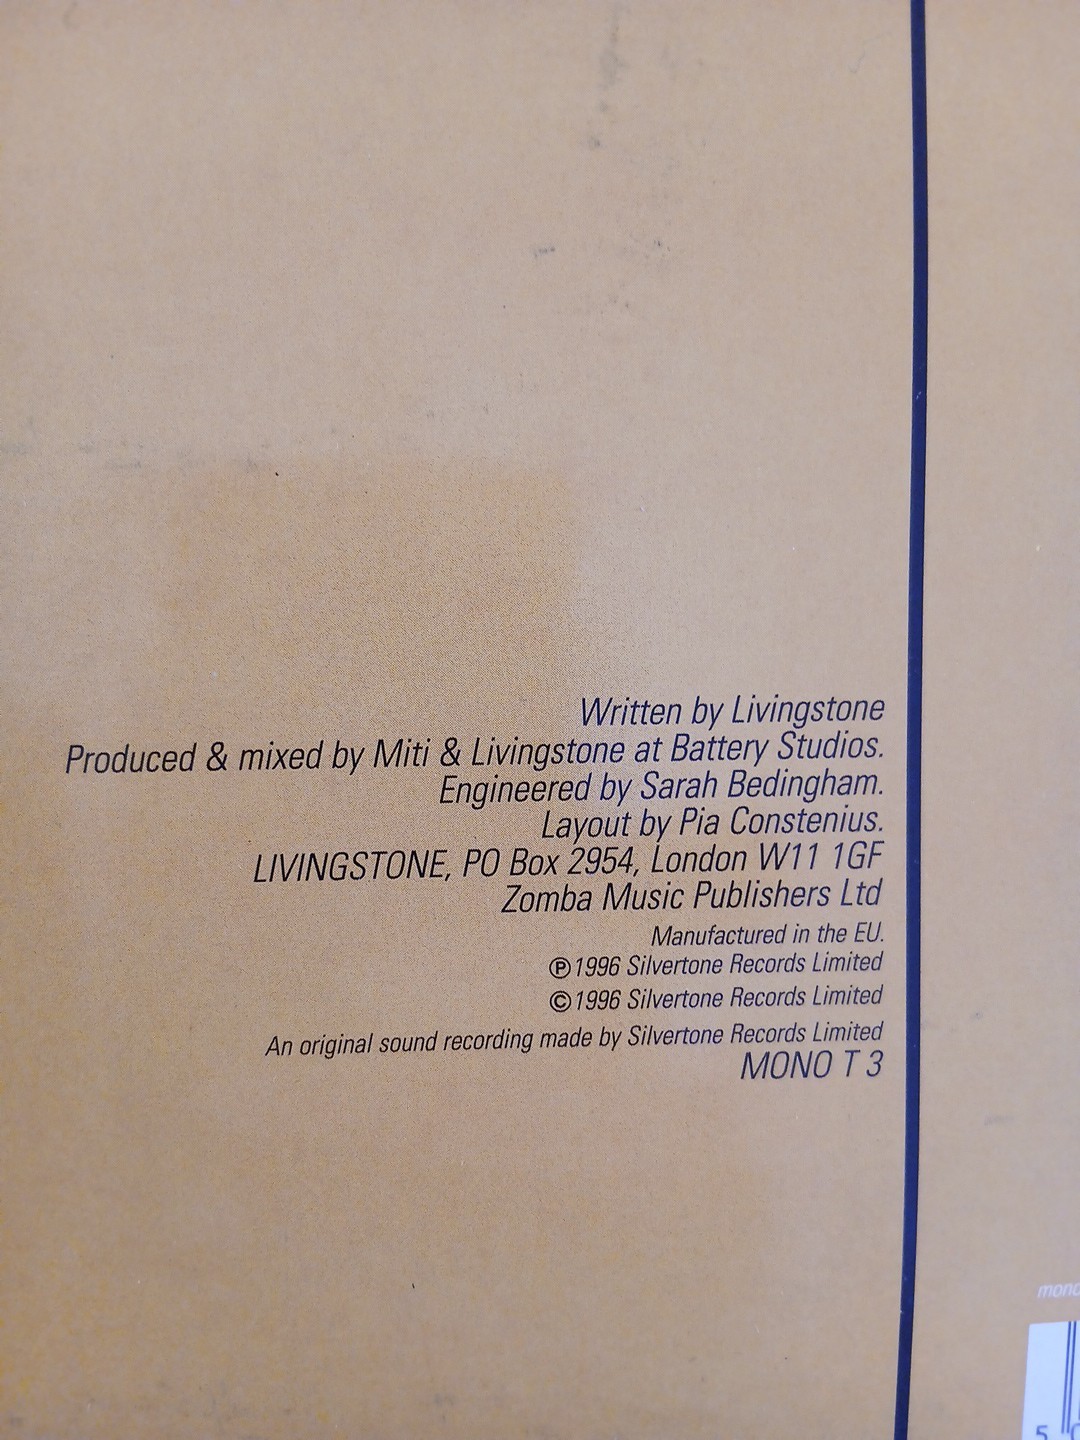 Written by Livingstone
Produced & mixed by Miti & Livingstone at Battery Studios.
Engineered by Sarah Bedingham.
Layout by Pia Constenius.
LIVINGSTONE, PO Box 2954, London W11 1GF
Zomba Music Publishers Ltd
Manufactured in the EU.
℗1996 Silvertone Records Limited
©1996 Silvertone Records Limited
An original sound recording made by Silvertone Records Limited
MONO T 3
5